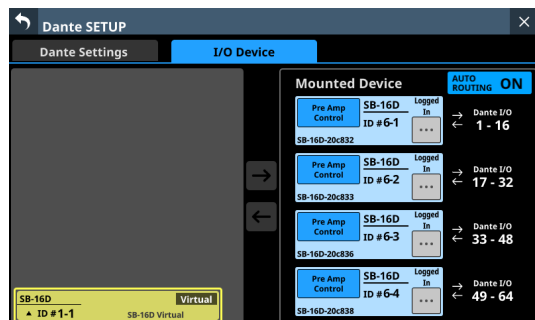 Dante SETUP
Dante Settings
I/O Device
Mounted Device
AUTO ROUTING ON
Pre Amp Control
SB-16D
ID #6-1
Logged In
...
SB-16D-20c832
Dante I/O
1 - 16
Pre Amp Control
SB-16D
ID #6-2
Logged In
...
SB-16D-20c833
Dante I/O
17 - 32
Pre Amp Control
SB-16D
ID #6-3
Logged In
...
SB-16D-20c836
Dante I/O
33 - 48
Pre Amp Control
SB-16D
ID #6-4
Logged In
...
SB-16D-20c838
Dante I/O
49 - 64
SB-16D
Virtual
ID #1-1
SB-16D Virtual